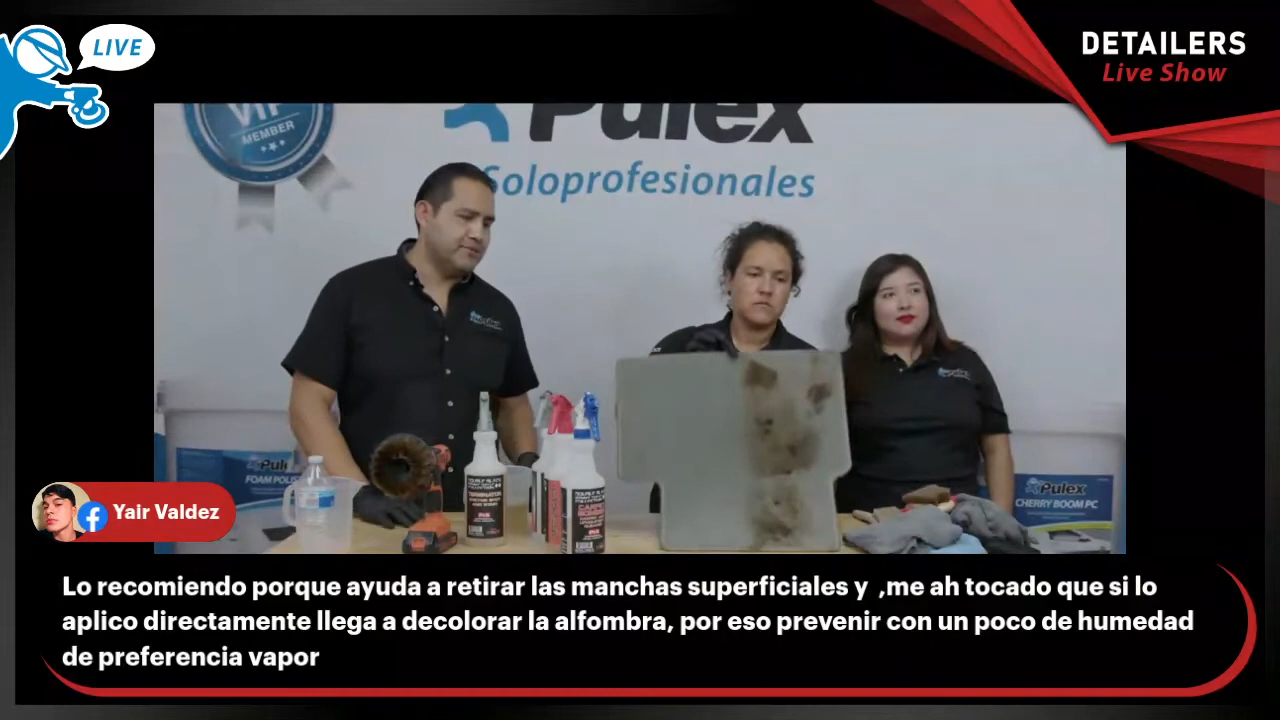 LIVE
DETAILERS
Live Show
VIP
MEMBER
Pulex
Soloprofesionales
Pulex
FOAM POLISH
TERMINATOR
Pulex
CHERRY BOOM PC
Yair Valdez
Lo recomiendo porque ayuda a retirar las manchas superficiales y ,me ah tocado que si lo
aplico directamente llega a decolorar la alfombra, por eso prevenir con un poco de humedad
de preferencia vapor